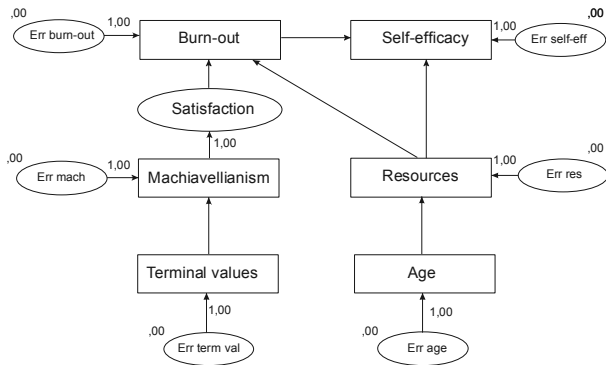 ,00
,00
Err burn-out
1,00
Burn-out
Self-efficacy
1,00
Err self-eff
Satisfaction
1,00
,00
Err mach
1,00
Machiavellianism
Resources
1,00
,00
Err res
Terminal values
Age
1,00
1,00
,00
Err term val
,00
Err age